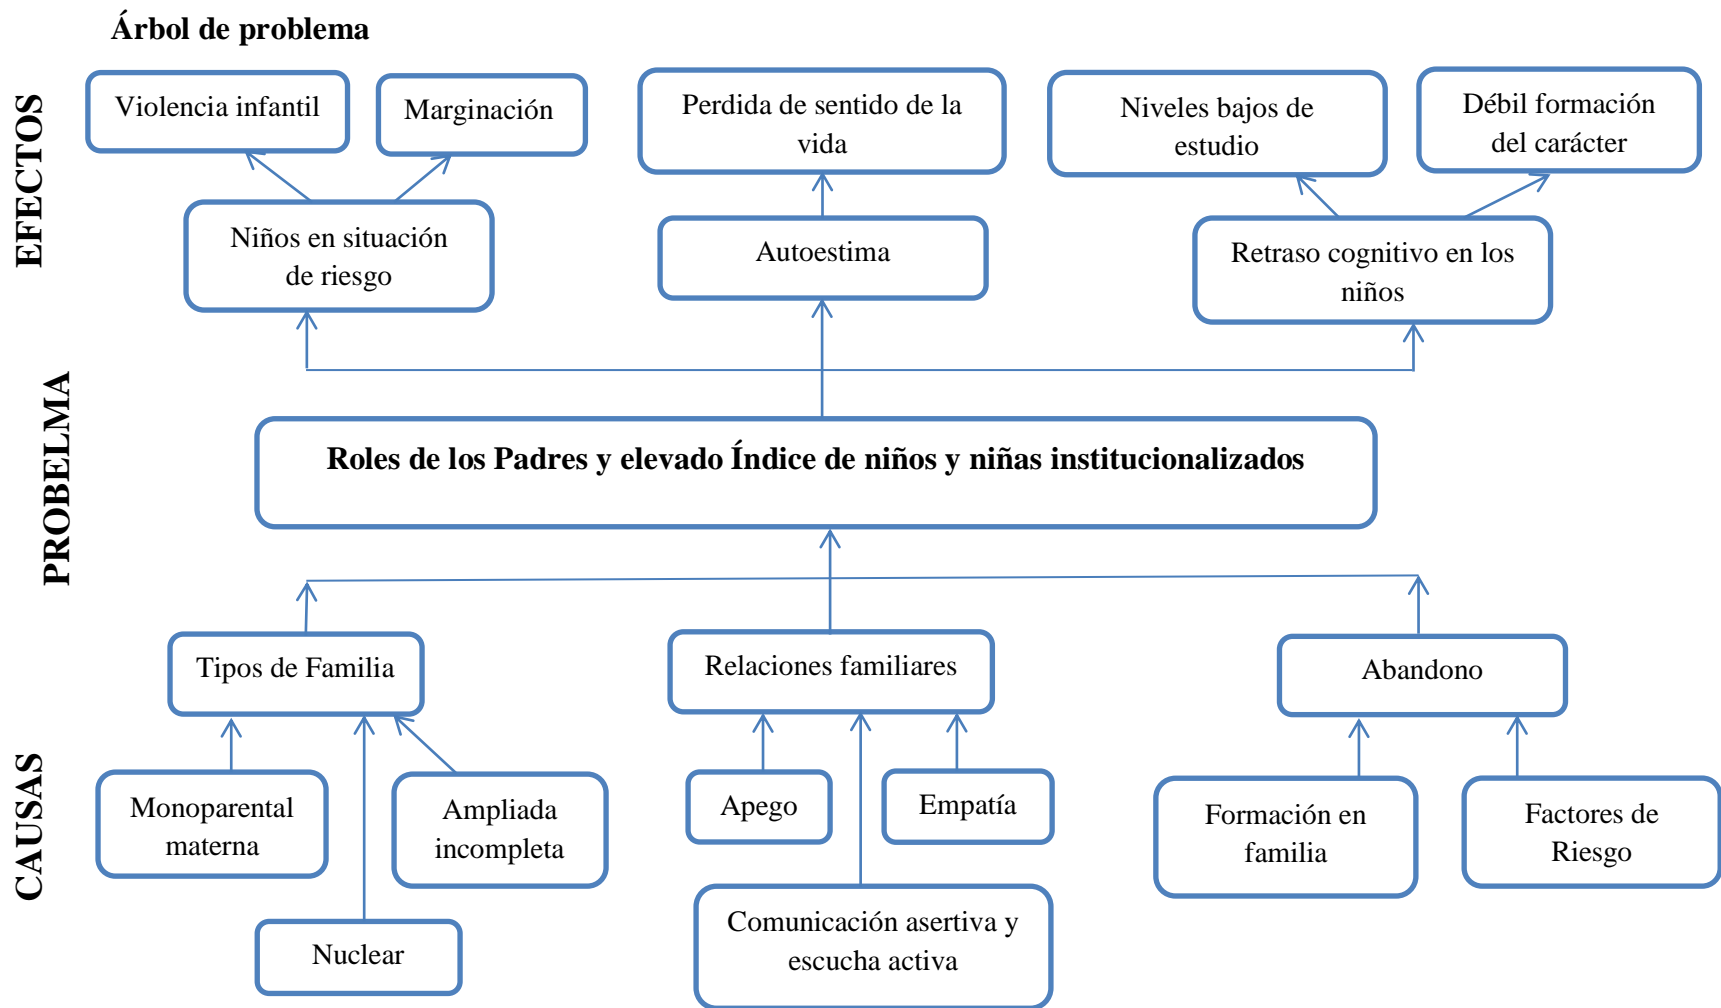 Árbol de problema
EFECTOS
Violencia infantil
Marginación
Perdida de sentido de la
vida
Niveles bajos de
estudio
Débil formación
del carácter
Niños en situación
de riesgo
Autoestima
Retraso cognitivo en los
niños
PROBELMA
Roles de los Padres y elevado Índice de niños y niñas institucionalizados
Tipos de Familia
Relaciones familiares
Abandono
CAUSAS
Monoparental
materna
Ampliada
incompleta
Apego
Empatía
Formación en
familia
Factores de
Riesgo
Nuclear
Comunicación asertiva y
escucha activa